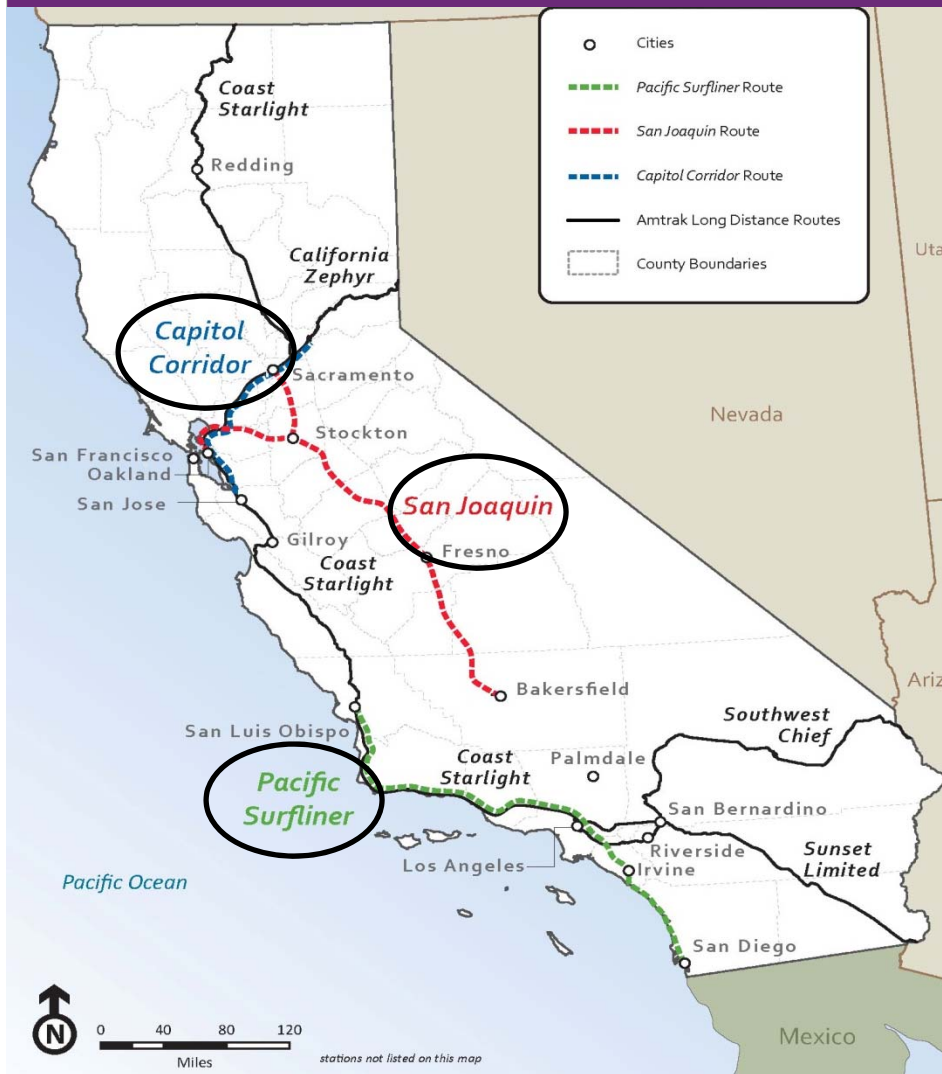 Cities
Pacific Surfliner Route
San Joaquin Route
Capitol Corridor Route
Amtrak Long Distance Routes
County Boundaries
Coast
Starlight
Redding
California
Zephyr
Capitol
Corridor
Sacramento
Stockton
San Francisco
Oakland
San Jose
Gilroy
San Joaquin
Fresno
Coast
Starlight
Bakersfield
San Luis Obispo
Pacific
Surfliner
Coast
Starlight
Palmdale
Southwest
Chief
San Bernardino
Riverside
Irvine
Los Angeles
Sunset
Limited
San Diego
Pacific Ocean
Nevada
Uta
Ariz
Mexico
N
0 40 80 120
Miles
stations not listed on this map